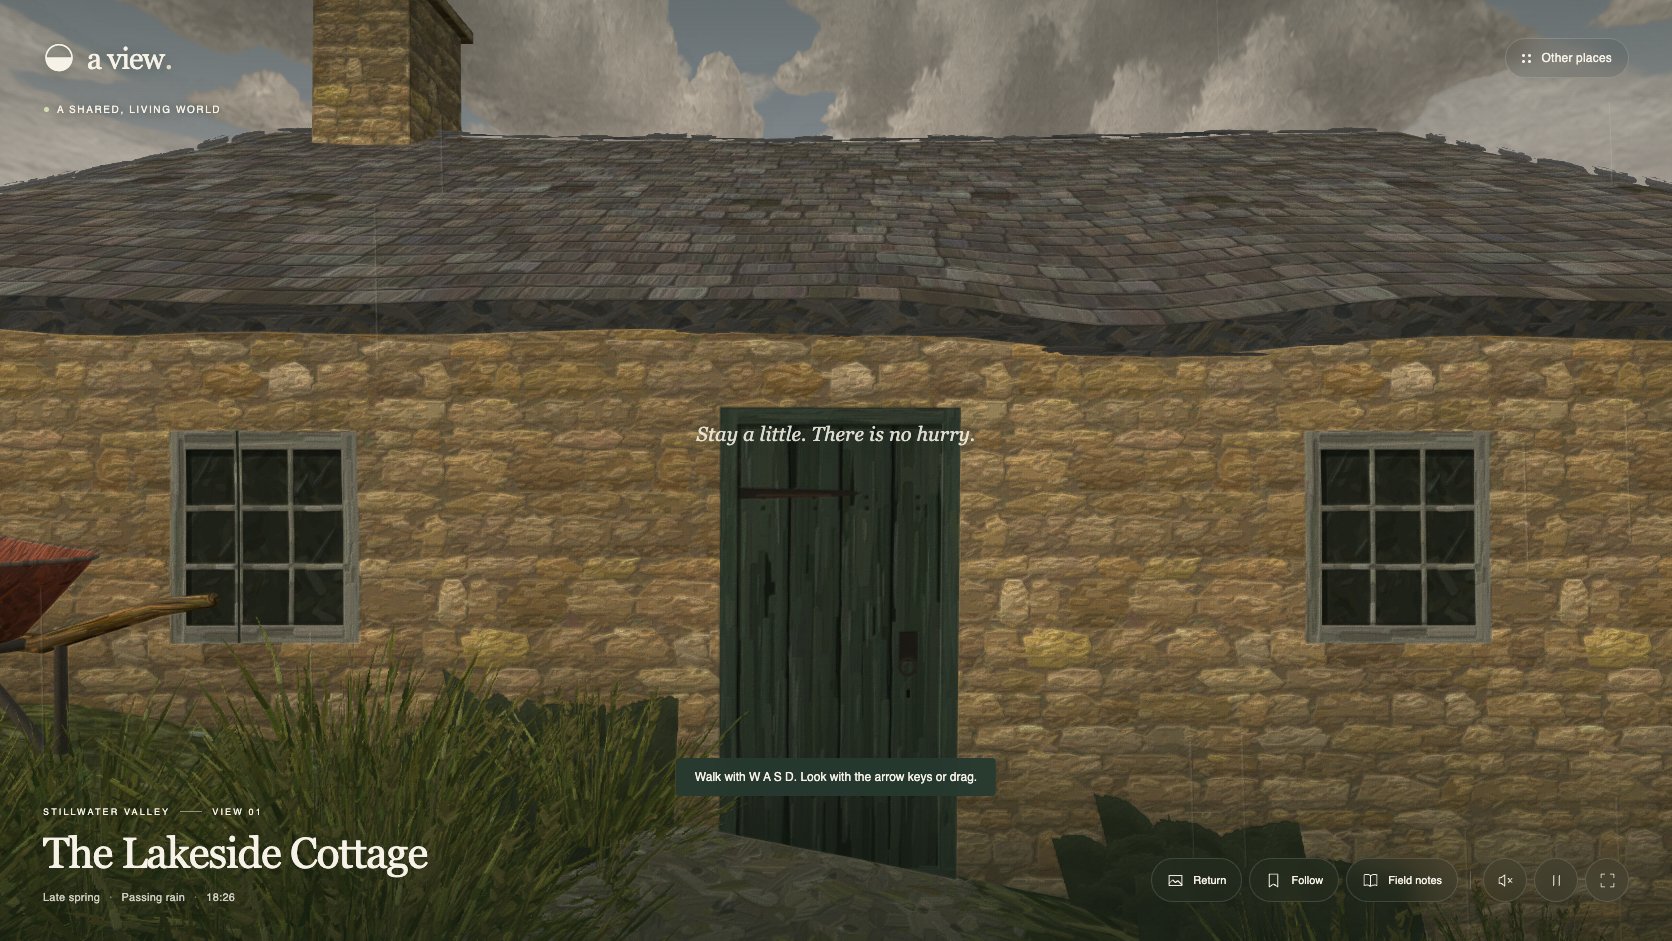 a view.
Other places
A SHARED, LIVING WORLD
Stay a little. There is no hurry.
Walk with W A S D. Look with the arrow keys or drag.
STILLWATER VALLEY — VIEW 01
The Lakeside Cottage
Late spring · Passing rain · 18:26
Return
Follow
Field notes